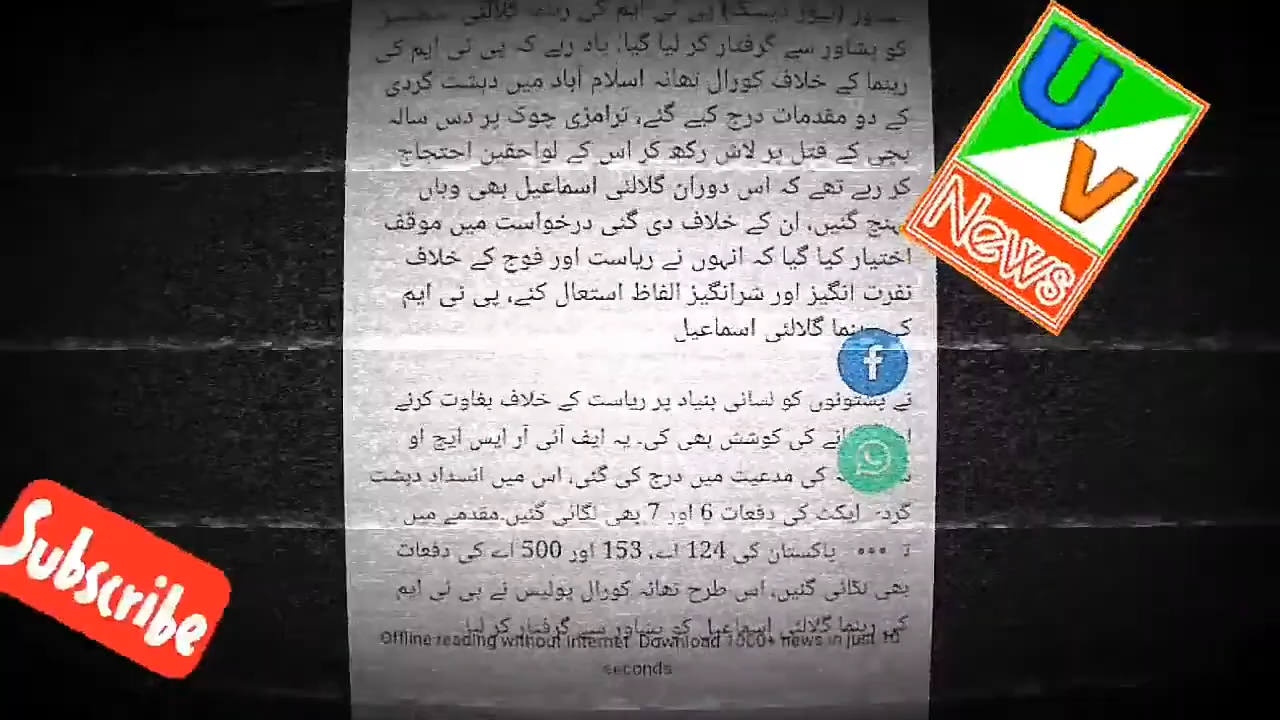 کو پشاور سے گرفتار کر لیا گیا، یاد رہے کہ پی ٹی ایم کی
رہنما کے خلاف کورال تھانہ اسلام آباد میں دہشت گردی
کے دو مقدمات درج کیے گئے، ترامڑی چوک پر دس سالہ
بچی کے قتل پر لاش رکھ کر اس کے لواحقین احتجاج
کر رہے تھے کہ اس دوران گلالئی اسماعیل بھی وہاں
پہنچ گئیں، ان کے خلاف دی گئی درخواست میں موقف
اختیار کیا گیا کہ انہوں نے ریاست اور فوج کے خلاف
نفرت انگیز اور شرانگیز الفاظ استعال کئے، پی ٹی ایم
رہنما گلالئی اسماعیل
نے پشتونوں کو لسانی بنیاد پر ریاست کے خلاف بغاوت کرنے
کی کوشش بھی کی۔ یہ ایف آئی آر ایس ایچ او
کی مدعیت میں درج کی گئی، اس میں انسداد دہشت
گردی ایکٹ کی دفعات 6 اور 7 بھی لگائی گئیں۔مقدمے میں
پاکستان کی 124 اے، 153 اور 500 اے کی دفعات
بھی لگائی گئیں، اس طرح تھانہ کورال پولیس نے پی ٹی ایم
کی رہنما گلالئی اسماعیل کو پشاور سے گرفتار کر لیا
Offline reading without internet Download 1000+ news in just 10
seconds
UV
News
Subscribe